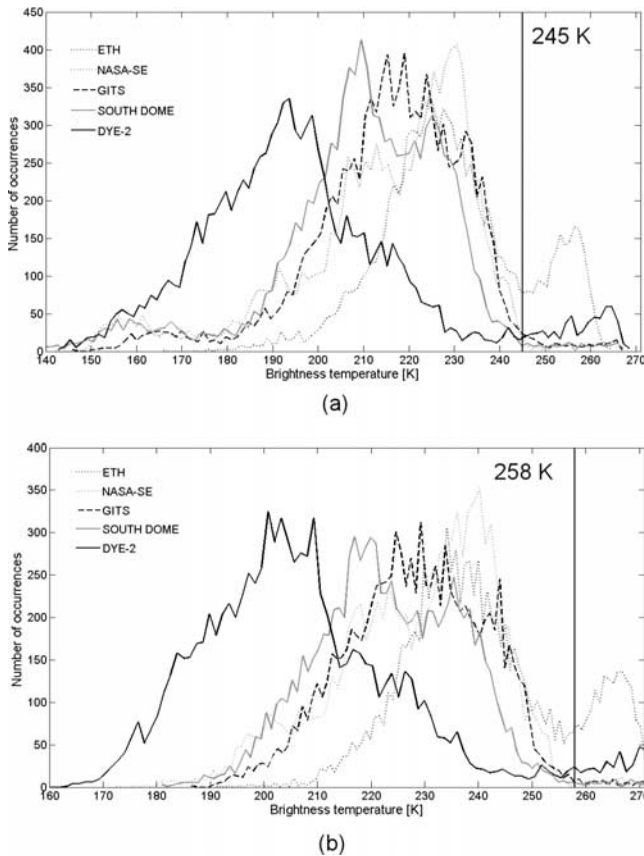 450
400
350
300
250
200
150
100
50
0
Number of occurrences
ETH
NASA-SE
GITS
SOUTH DOME
DYE-2
245 K
140 150 160 170 180 190 200 210 220 230 240 250 260 270
Brightness temperature [K]
(a)
400
350
300
250
200
150
100
50
0
Number of occurrences
ETH
NASA-SE
GITS
SOUTH DOME
DYE-2
258 K
160 170 180 190 200 210 220 230 240 250 260 270
Brightness temperature [K]
(b)